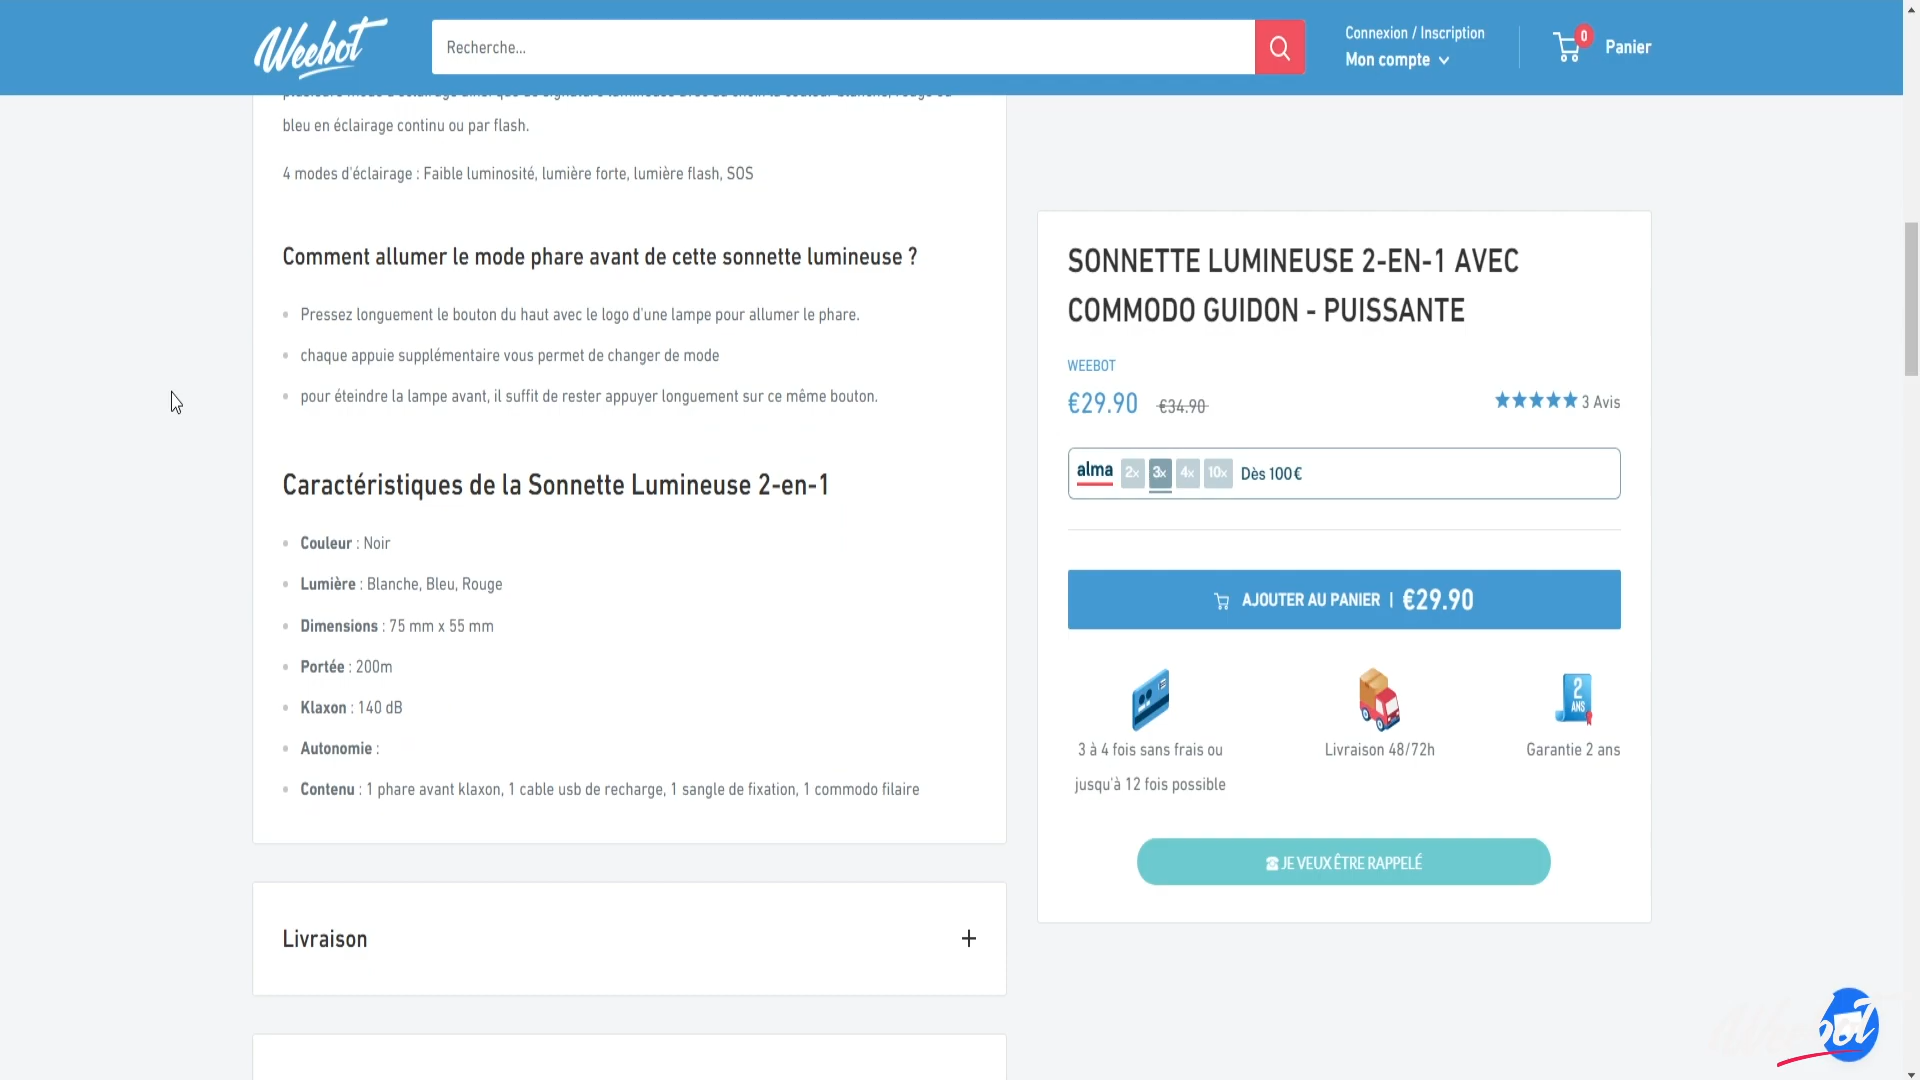 Weebot
Recherche...
Connexion / Inscription
Mon compte
0
Panier
bleu en éclairage continu ou par flash.
4 modes d'éclairage : Faible luminosité, lumière forte, lumière flash, SOS
Comment allumer le mode phare avant de cette sonnette lumineuse ?
Pressez longuement le bouton du haut avec le logo d'une lampe pour allumer le phare.
chaque appuie supplémentaire vous permet de changer de mode
pour éteindre la lampe avant, il suffit de rester appuyer longuement sur ce même bouton.
Caractéristiques de la Sonnette Lumineuse 2-en-1
Couleur : Noir
Lumière : Blanche, Bleu, Rouge
Dimensions : 75 mm x 55 mm
Portée : 200m
Klaxon : 140 dB
Autonomie :
Contenu : 1 phare avant klaxon, 1 cable usb de recharge, 1 sangle de fixation, 1 commodo filaire
Livraison
+
SONNETTE LUMINEUSE 2-EN-1 AVEC
COMMODO GUIDON - PUISSANTE
WEEBOT
€29.90 €34.90
3 Avis
alma 2x 3x 4x 10x Dès 100 €
AJOUTER AU PANIER | €29.90
2
ANS
3 à 4 fois sans frais ou
jusqu'à 12 fois possible
Livraison 48/72h
Garantie 2 ans
JE VEUX ÊTRE RAPPELÉ